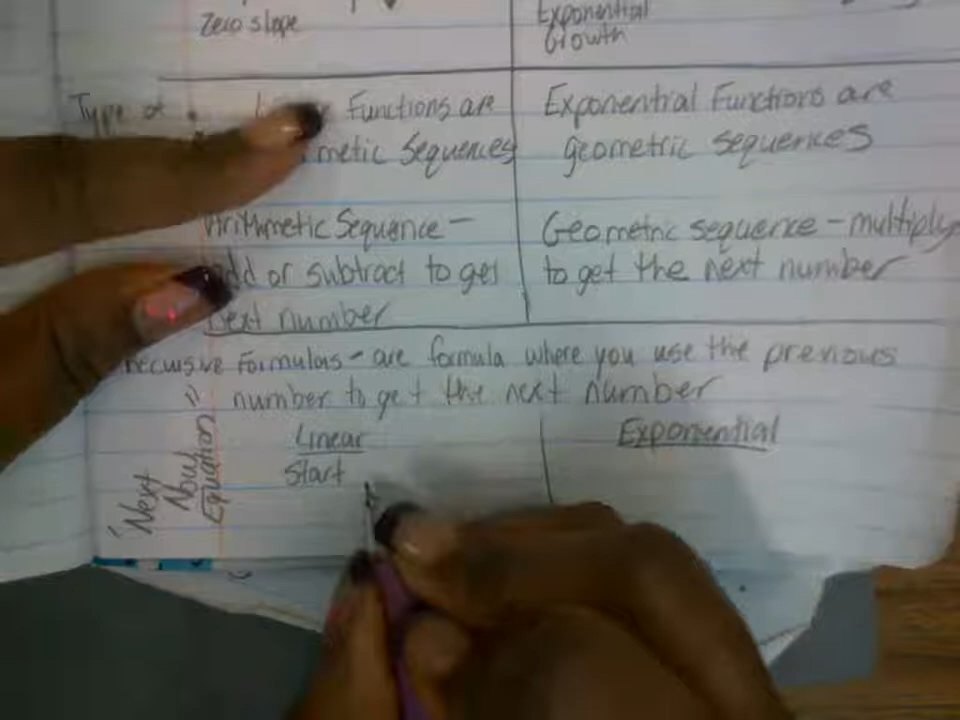 Zero slope
Exponential
Growth
Type of
Functions are
metic Sequences
Exponential Functions are
geometric sequences
Arithmetic Sequence -
add or subtract to get
next number
Geometric sequence - multiply
to get the next number
Recursive Formulas - are formula where you use the previous
number to get the next number
"Next
Now"
Equation
Linear
Start
Exponential